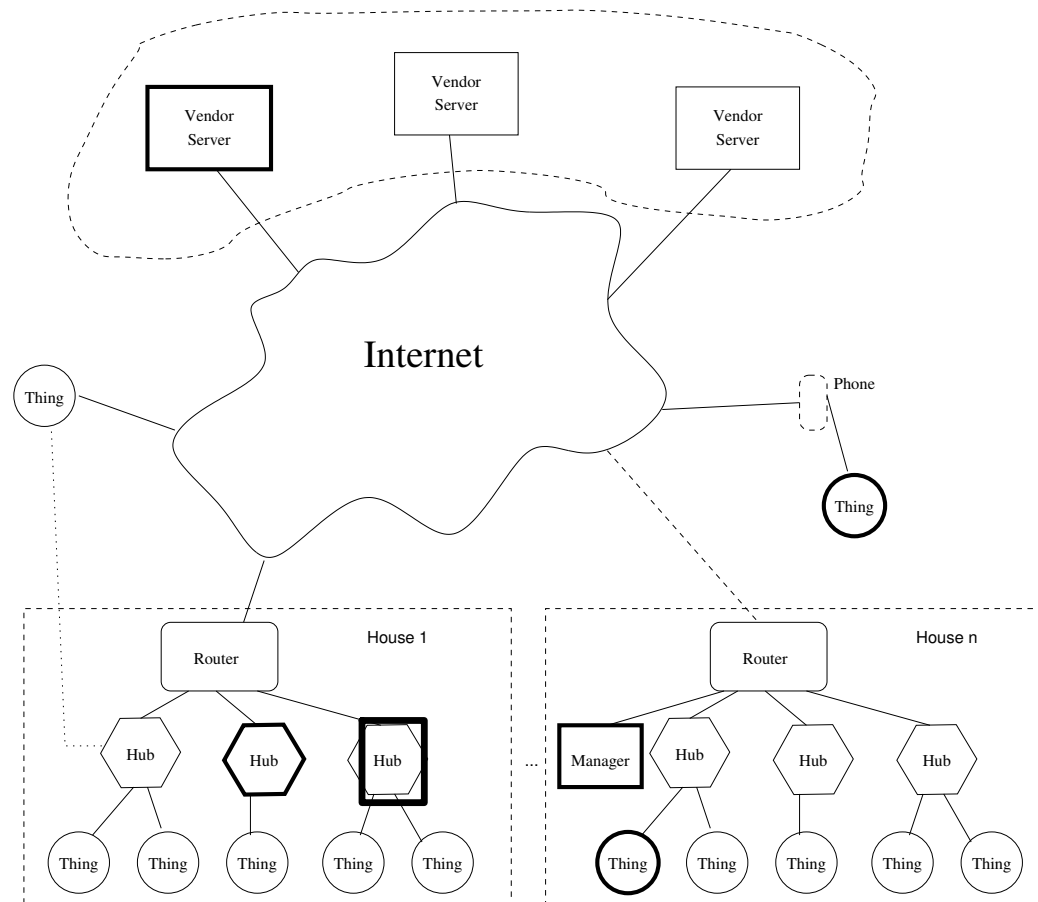 Vendor
Server
Vendor
Server
Vendor
Server
Internet
Thing
Phone
Thing
House 1
House n
Router
Router
Hub
Hub
Hub
...
Manager
Hub
Hub
Hub
Thing
Thing
Thing
Thing
Thing
Thing
Thing
Thing
Thing
Thing